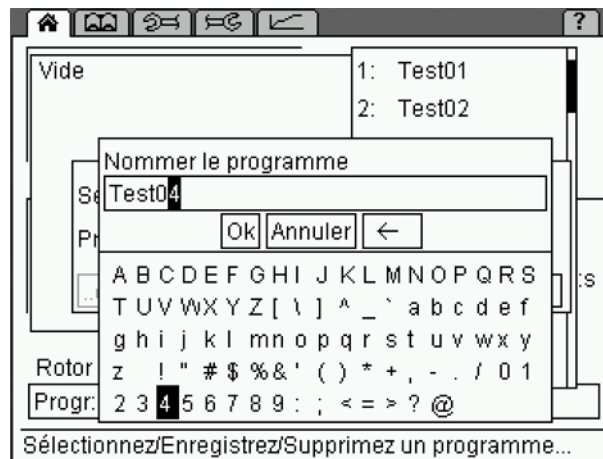 ?
Vide
1: Test01
2: Test02
Nommer le programme
Test04
Ok Annuler ←
A B C D E F G H I J K L M N O P Q R S
T U V W X Y Z [ \ ] ^ _ ` a b c d e f
g h i j k l m n o p q r s t u v w x y
z ! " # $ % & ' ( ) * + , - . / 0 1
2 3 4 5 6 7 8 9 : ; < = > ? @
Rotor
Progr:
Sélectionnez/Enregistrez/Supprimez un programme...